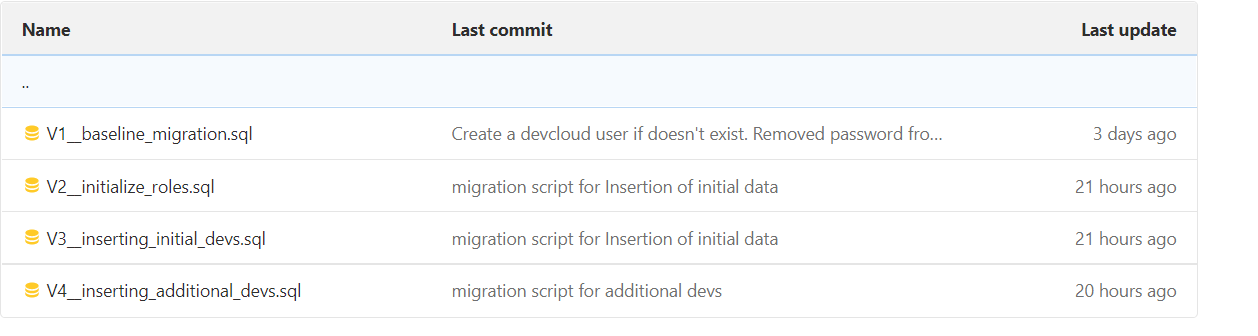 Name Last commit Last update
..
V1__baseline_migration.sql Create a devcloud user if doesn't exist. Removed password fro... 3 days ago
V2__initialize_roles.sql migration script for Insertion of initial data 21 hours ago
V3__inserting_initial_devs.sql migration script for Insertion of initial data 21 hours ago
V4__inserting_additional_devs.sql migration script for additional devs 20 hours ago